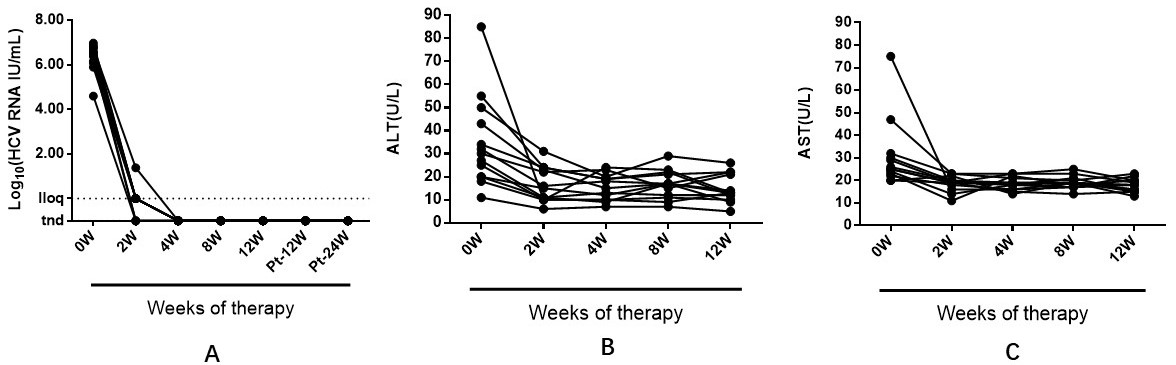 Log10(HCV RNA IU/mL)
8.00
6.00
4.00
2.00
lloq
tnd
0W
2W
4W
8W
12W
Pt-12W
Pt-24W
Weeks of therapy
A
ALT(U/L)
90
80
70
60
50
40
30
20
10
0
0W
2W
4W
8W
12W
Weeks of therapy
B
AST(U/L)
90
80
70
60
50
40
30
20
10
0
0W
2W
4W
8W
12W
Weeks of therapy
C